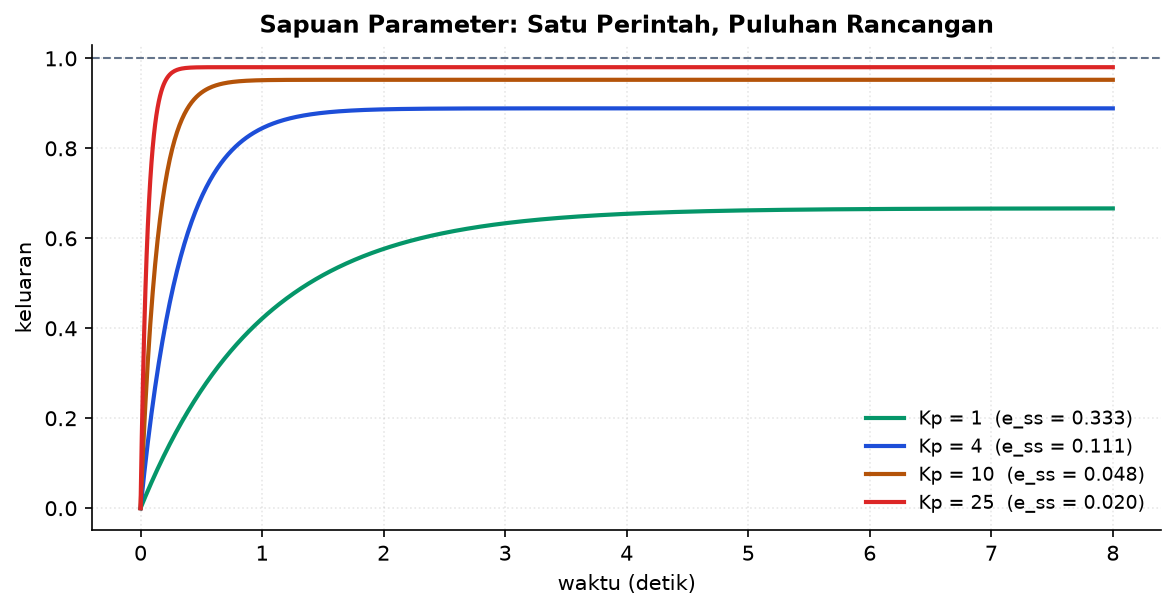 Sapuan Parameter: Satu Perintah, Puluhan Rancangan
1.0
0.8
0.6
0.4
0.2
0.0
keluaran
Kp = 1 (e_ss = 0.333)
Kp = 4 (e_ss = 0.111)
Kp = 10 (e_ss = 0.048)
Kp = 25 (e_ss = 0.020)
0 1 2 3 4 5 6 7 8
waktu (detik)